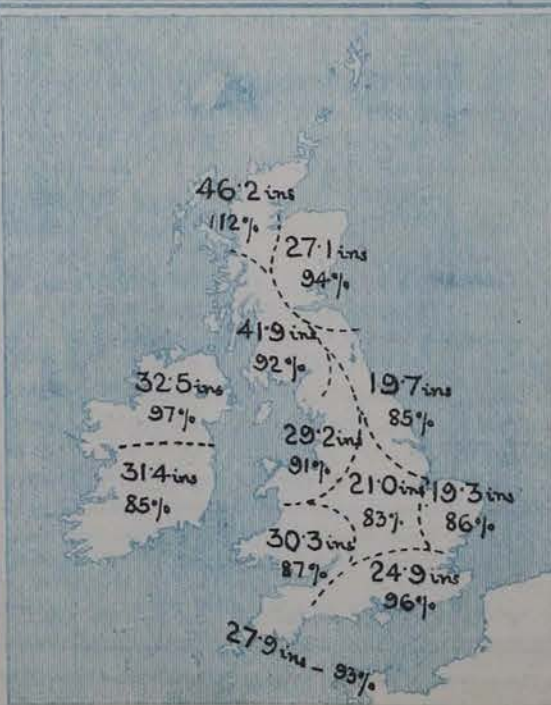 46·2 ins
112%
27·1 ins
94%
41·9 ins
92%
32·5 ins
97%
19·7 ins
85%
29·2 ins
91%
31·4 ins
85%
21·0 ins
83%
19·3 ins
86%
30·3 ins
87%
24·9 ins
96%
27·9 ins - 93%